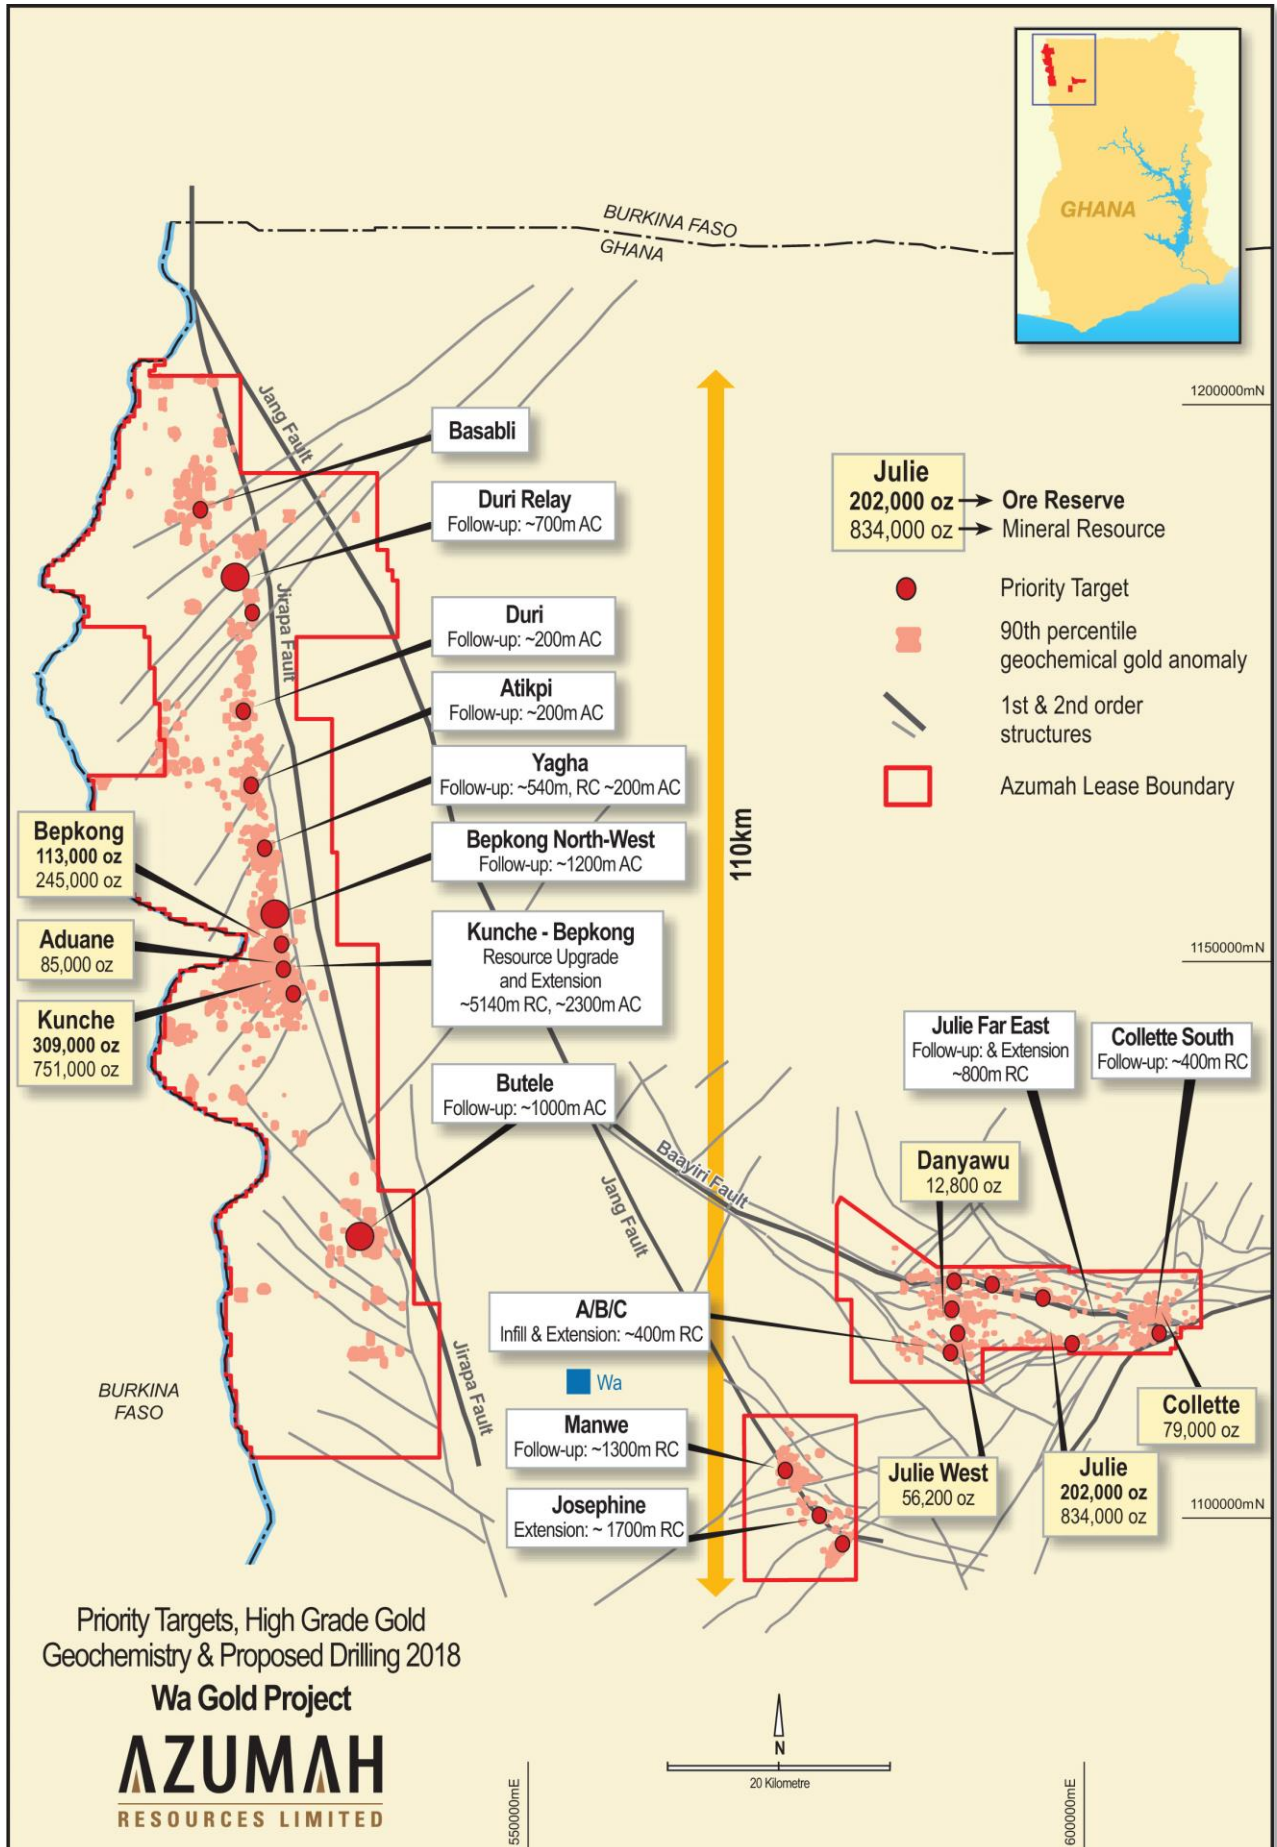 BURKINA FASO
GHANA
GHANA
1200000mN
Jang Fault
Basabli
Duri Relay
Follow-up: ~700m AC
Jirapa Fault
Duri
Follow-up: ~200m AC
Atikpi
Follow-up: ~200m AC
Yagha
Follow-up: ~540m, RC ~200m AC
Bepkong North-West
Follow-up: ~1200m AC
Kunche - Bepkong
Resource Upgrade
and Extension
~5140m RC, ~2300m AC
Butele
Follow-up: ~1000m AC
Bepkong
113,000 oz
245,000 oz
Aduane
85,000 oz
Kunche
309,000 oz
751,000 oz
110km
Julie
202,000 oz
834,000 oz
Ore Reserve
Mineral Resource
Priority Target
90th percentile
geochemical gold anomaly
1st & 2nd order
structures
Azumah Lease Boundary
1150000mN
Julie Far East
Follow-up: & Extension
~800m RC
Collette South
Follow-up: ~400m RC
Danyawu
12,800 oz
Baayiri Fault
Jang Fault
A/B/C
Infill & Extension: ~400m RC
Wa
Manwe
Follow-up: ~1300m RC
Josephine
Extension: ~ 1700m RC
Jirapa Fault
BURKINA
FASO
Julie West
56,200 oz
Julie
202,000 oz
834,000 oz
Collette
79,000 oz
1100000mN
Priority Targets, High Grade Gold
Geochemistry & Proposed Drilling 2018
Wa Gold Project
AZUMAH
RESOURCES LIMITED
N
20 Kilometre
550000mE
600000mE